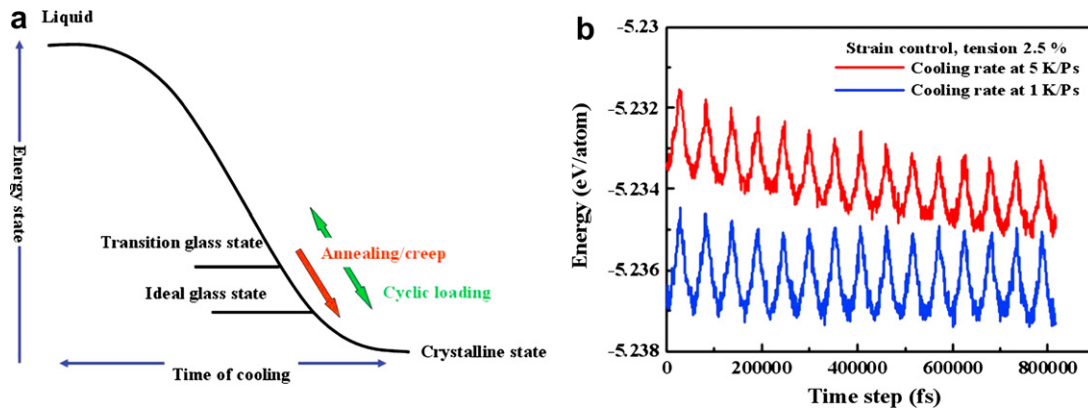 a
Liquid
Energy state
Transition glass state
Ideal glass state
Annealing/creep
Cyclic loading
Crystalline state
Time of cooling
b
Strain control, tension 2.5 %
Cooling rate at 5 K/Ps
Cooling rate at 1 K/Ps
Energy (eV/atom)
-5.23
-5.232
-5.234
-5.236
-5.238
0
200000
400000
600000
800000
Time step (fs)